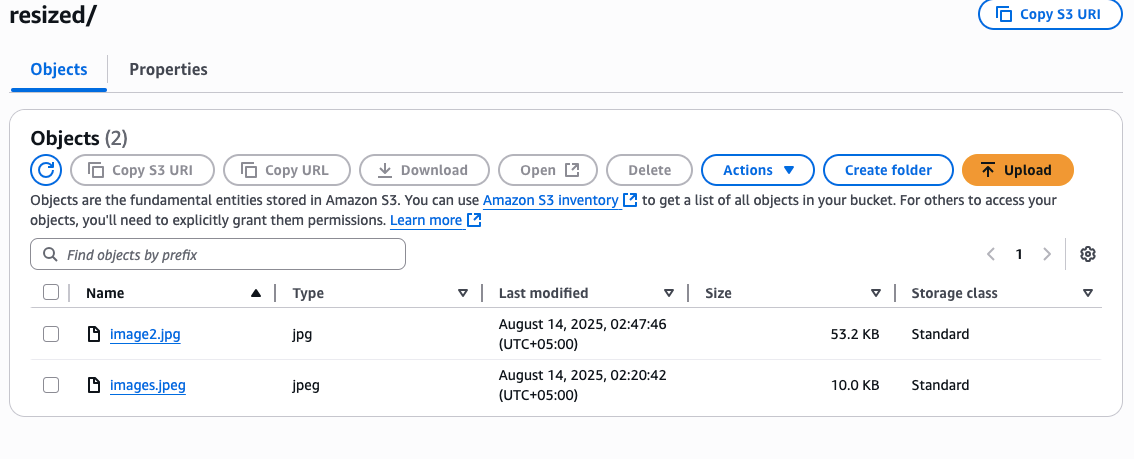 resized/
Copy S3 URI
Objects
Properties
Objects (2)
Copy S3 URI
Copy URL
Download
Open
Delete
Actions
Create folder
Upload
Objects are the fundamental entities stored in Amazon S3. You can use Amazon S3 inventory to get a list of all objects in your bucket. For others to access your
objects, you'll need to explicitly grant them permissions. Learn more
Find objects by prefix
1
Name
Type
Last modified
Size
Storage class
image2.jpg
jpg
August 14, 2025, 02:47:46
(UTC+05:00)
53.2 KB
Standard
images.jpeg
jpeg
August 14, 2025, 02:20:42
(UTC+05:00)
10.0 KB
Standard